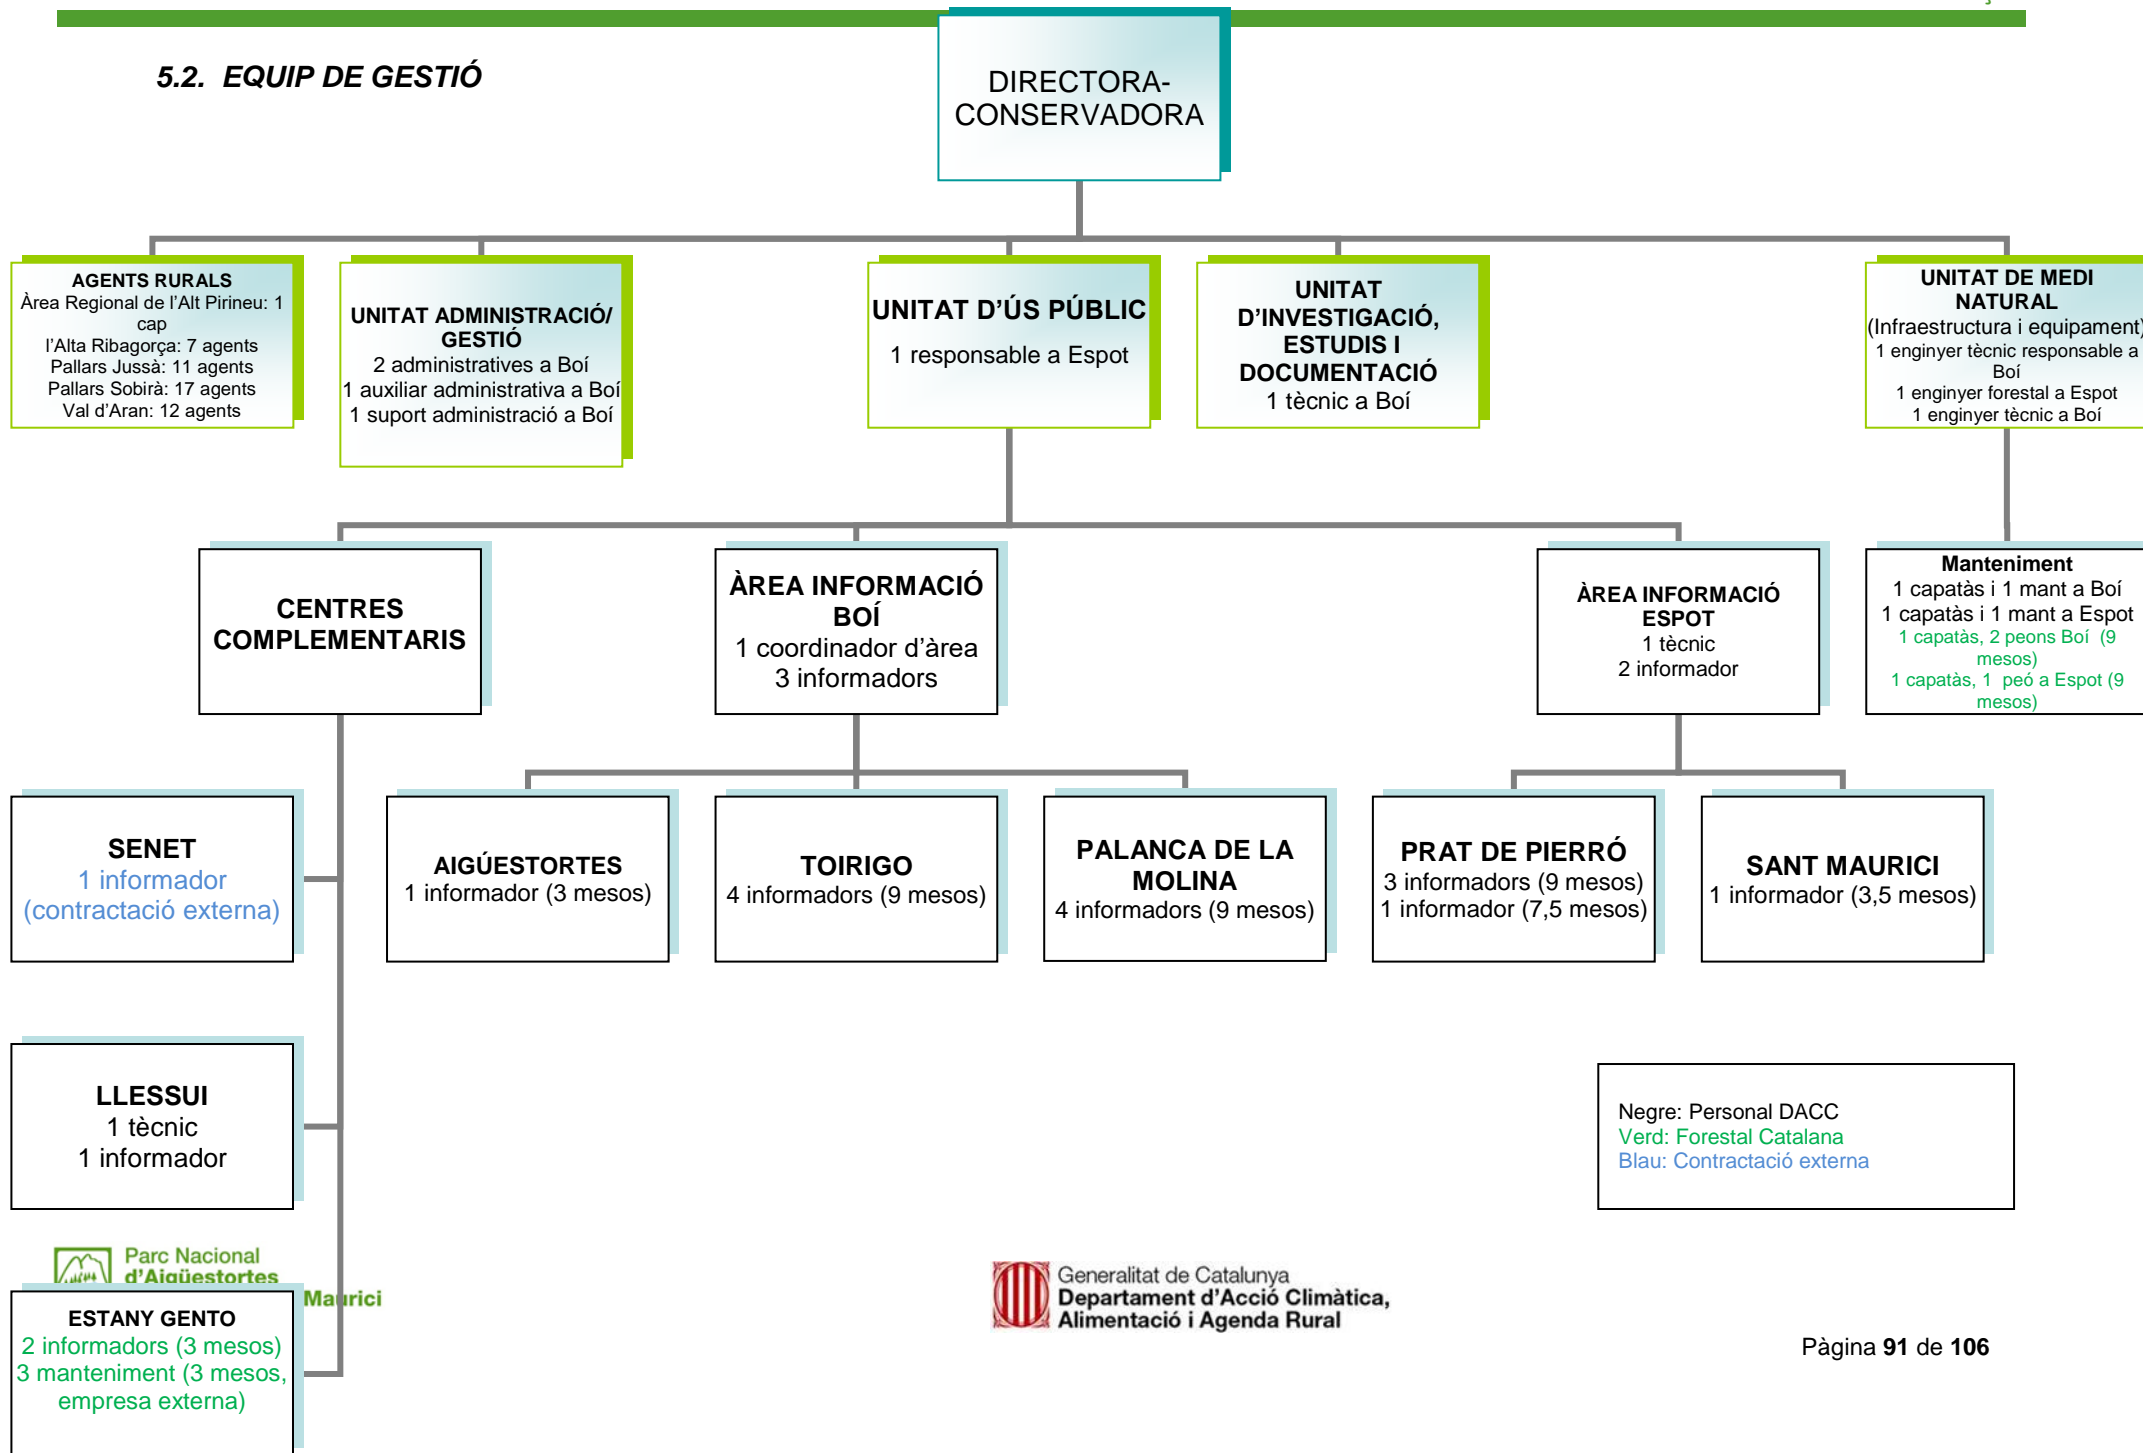 5.2. EQUIP DE GESTIÓ
DIRECTORA-
CONSERVADORA
AGENTS RURALS
Àrea Regional de l'Alt Pirineu: 1
cap
l'Alta Ribagorça: 7 agents
Pallars Jussà: 11 agents
Pallars Sobirà: 17 agents
Val d'Aran: 12 agents
UNITAT ADMINISTRACIÓ/
GESTIÓ
2 administratives a Boí
1 auxiliar administrativa a Boí
1 suport administració a Boí
UNITAT D'ÚS PÚBLIC
1 responsable a Espot
UNITAT
D'INVESTIGACIÓ,
ESTUDIS I
DOCUMENTACIÓ
1 tècnic a Boí
UNITAT DE MEDI
NATURAL
(Infraestructura i equipament)
1 enginyer tècnic responsable a
Boí
1 enginyer forestal a Espot
1 enginyer tècnic a Boí
CENTRES
COMPLEMENTARIS
ÀREA INFORMACIÓ
BOÍ
1 coordinador d'àrea
3 informadors
ÀREA INFORMACIÓ
ESPOT
1 tècnic
2 informador
Manteniment
1 capatàs i 1 mant a Boí
1 capatàs i 1 mant a Espot
1 capatàs, 2 peons Boí (9
mesos)
1 capatàs, 1 peó a Espot (9
mesos)
SENET
1 informador
(contractació externa)
AIGÚESTORTES
1 informador (3 mesos)
TOIRIGO
4 informadors (9 mesos)
PALANCA DE LA
MOLINA
4 informadors (9 mesos)
PRAT DE PIERRÓ
3 informadors (9 mesos)
1 informador (7,5 mesos)
SANT MAURICI
1 informador (3,5 mesos)
LLESSUI
1 tècnic
1 informador
Negre: Personal DACC
Verd: Forestal Catalana
Blau: Contractació externa
Parc Nacional
d'Aigüestortes
Maurici
ESTANY GENTO
2 informadors (3 mesos)
3 manteniment (3 mesos,
empresa externa)
Generalitat de Catalunya
Departament d'Acció Climàtica,
Alimentació i Agenda Rural
Pàgina 91 de 106